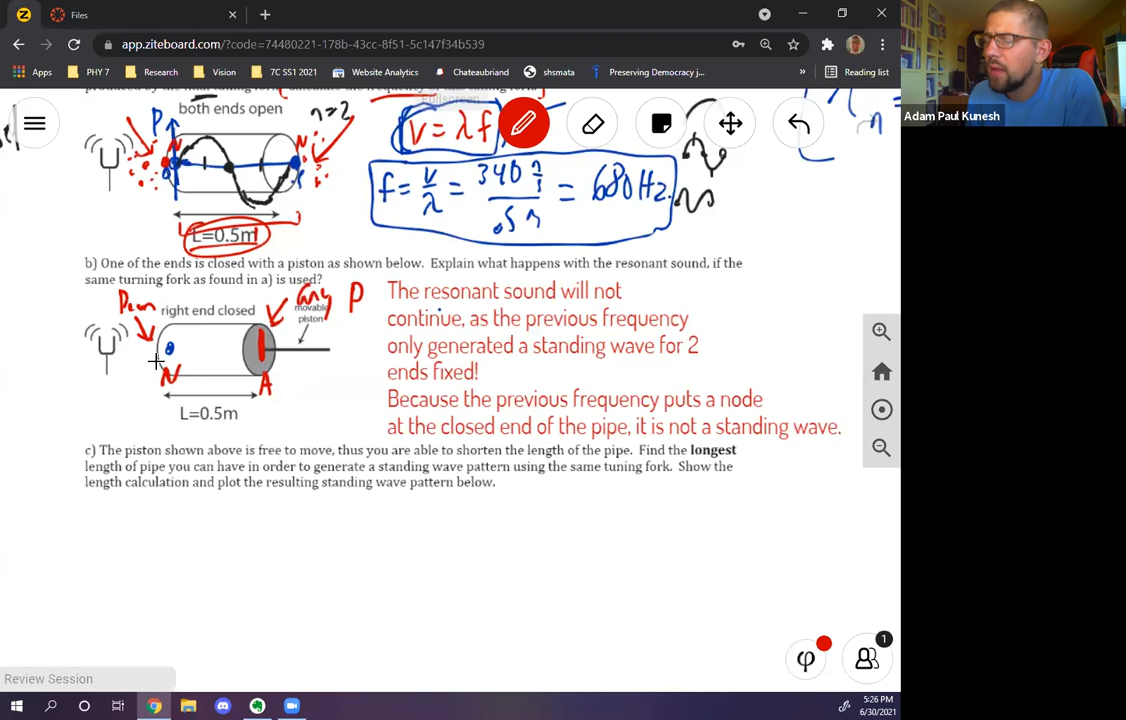 Files
app.ziteboard.com/?code=74480221-178b-43cc-8f51-5c147f34b539
Apps
PHY 7
Research
Vision
7C SS1 2021
Website Analytics
Chateaubriand
shsmata
Preserving Democracy j...
Reading list
Adam Paul Kunesh
both ends open
n=2
P
N
N
v = λ f
f = v/λ = 340 m/s / .5 m = 680 Hz.
n
L=0.5m
b) One of the ends is closed with a piston as shown below. Explain what happens with the resonant sound, if the
same turning fork as found in a) is used?
right end closed
any P
movable
piston
N
A
L=0.5m
The resonant sound will not
continue, as the previous frequency
only generated a standing wave for 2
ends fixed!
Because the previous frequency puts a node
at the closed end of the pipe, it is not a standing wave.
c) The piston shown above is free to move, thus you are able to shorten the length of the pipe. Find the longest
length of pipe you can have in order to generate a standing wave pattern using the same tuning fork. Show the
length calculation and plot the resulting standing wave pattern below.
φ
1
Review Session
5:26 PM
6/30/2021